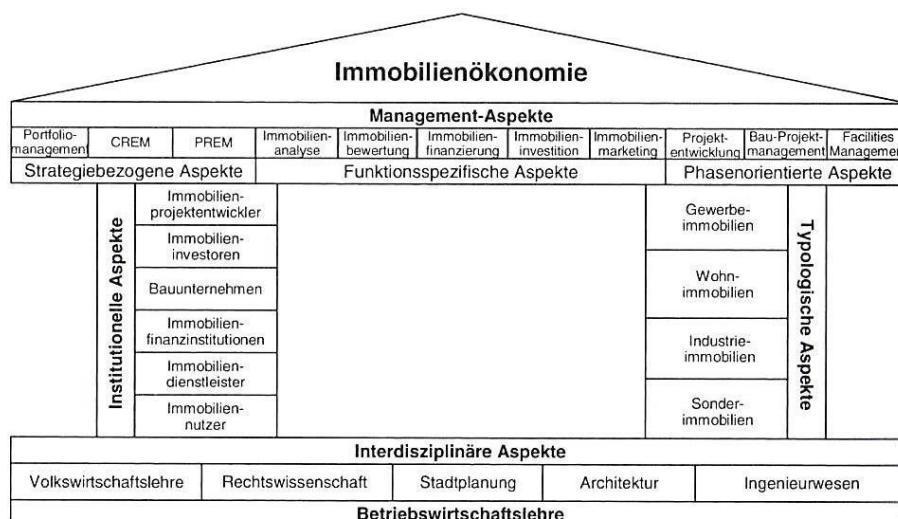 Immobilienökonomie
Management-Aspekte
Portfolio-
management
CREM
PREM
Immobilien-
analyse
Immobilien-
bewertung
Immobilien-
finanzierung
Immobilien-
investition
Immobilien-
marketing
Projekt-
entwicklung
Bau-Projekt-
management
Facilities
Management
Strategiebezogene Aspekte
Funktionsspezifische Aspekte
Phasenorientierte Aspekte
Institutionelle Aspekte
Immobilien-
projektentwickler
Immobilien-
investoren
Bauunternehmen
Immobilien-
finanzinstitutionen
Immobilien-
dienstleister
Immobilien-
nutzer
Gewerbe-
immobilien
Wohn-
immobilien
Industrie-
immobilien
Sonder-
immobilien
Typologische Aspekte
Interdisziplinäre Aspekte
Volkswirtschaftslehre
Rechtswissenschaft
Stadtplanung
Architektur
Ingenieurwesen
Betriebswirtschaftslehre